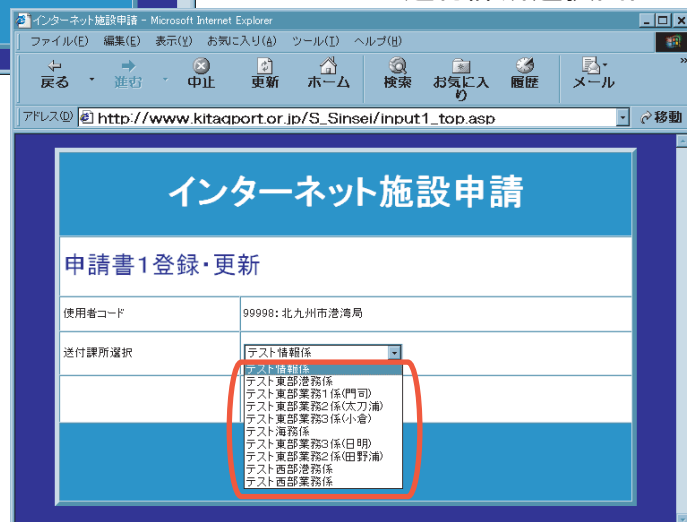 インターネット施設申請 - Microsoft Internet Explorer
ファイル(F) 編集(E) 表示(V) お気に入り(A) ツール(T) ヘルプ(H)
戻る 進む 中止 更新 ホーム 検索 お気に入り 履歴 メール »
アドレス(D) http://www.kitaqport.or.jp/S_Sinsei/input1_top.asp 移動
インターネット施設申請
申請書1登録・更新
使用者コード 99998:北九州市港湾局
送付課所選択 テスト情報係
テスト情報係
テスト東部港務係
テスト東部業務1係(門司)
テスト東部業務2係(太刀浦)
テスト東部業務3係(小倉)
テスト海務係
テスト東部業務3係(日明)
テスト東部業務2係(田野浦)
テスト西部港務係
テスト西部業務係